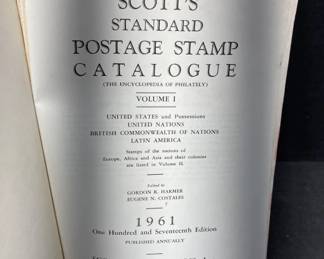 SCOTT'S
STANDARD
POSTAGE STAMP
CATALOGUE
(THE ENCYCLOPEDIA OF PHILATELY)
VOLUME I
UNITED STATES and Possessions
UNITED NATIONS
BRITISH COMMONWEALTH OF NATIONS
LATIN AMERICA
Stamps of the nations of
Europe, Africa and Asia and their colonies
are listed in Volume II.
Edited by
GORDON R. HARMER
EUGENE N. COSTALES
1961
One Hundred and Seventeenth Edition
PUBLISHED ANNUALLY